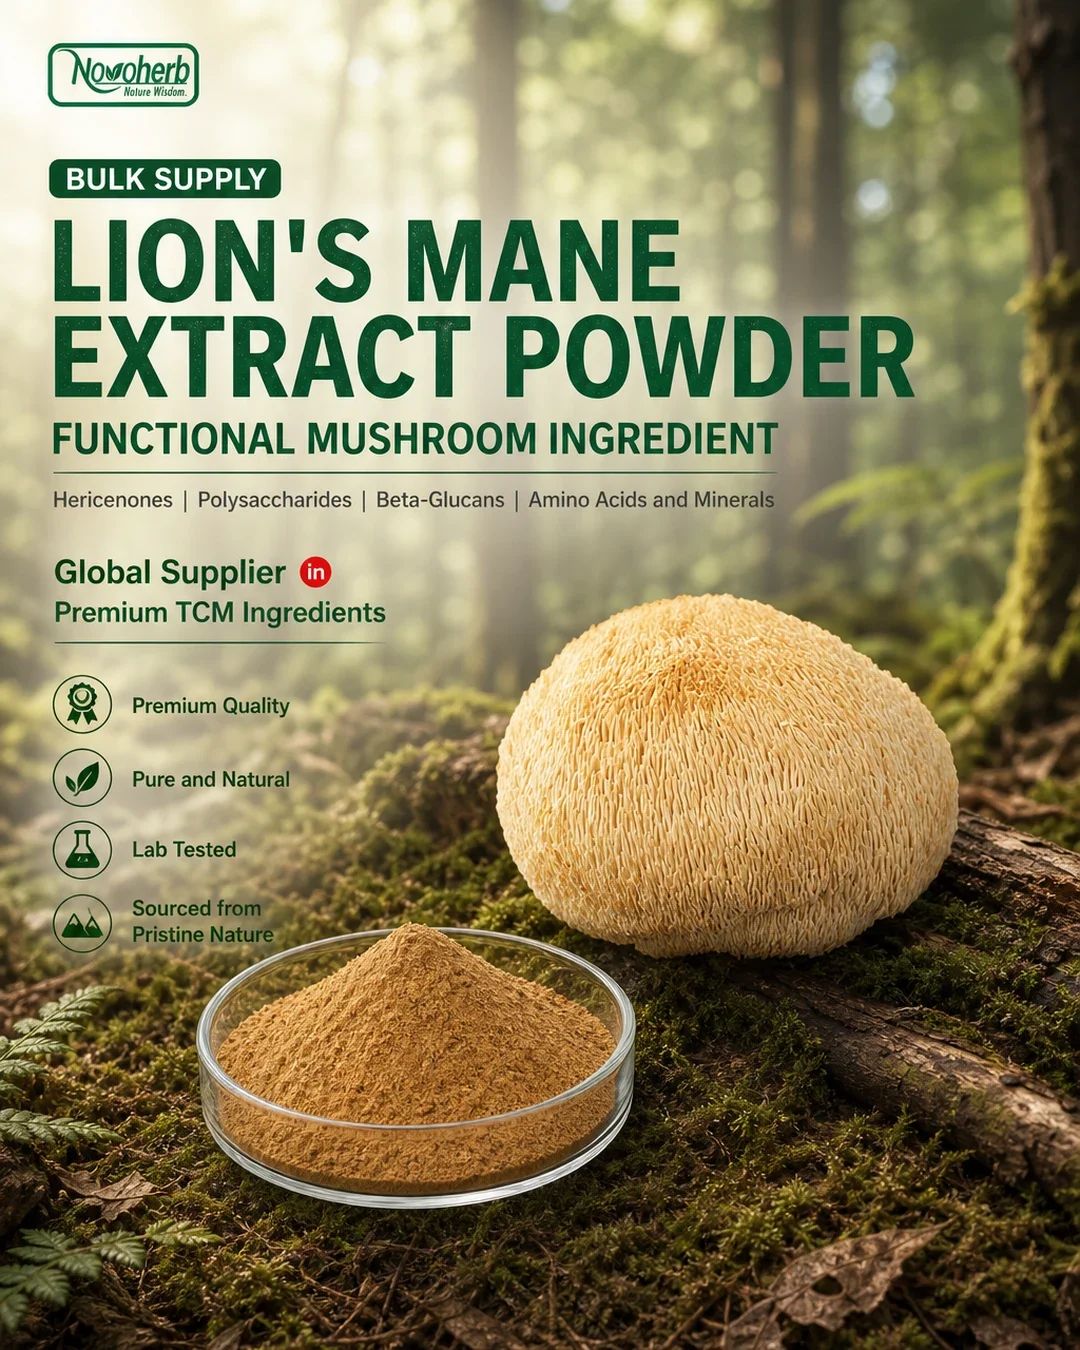 Novoherb
Nature Wisdom.
BULK SUPPLY
LION'S MANE
EXTRACT POWDER
FUNCTIONAL MUSHROOM INGREDIENT
Hericenones | Polysaccharides | Beta-Glucans | Amino Acids and Minerals
Global Supplier in
Premium TCM Ingredients
Premium Quality
Pure and Natural
Lab Tested
Sourced from
Pristine Nature